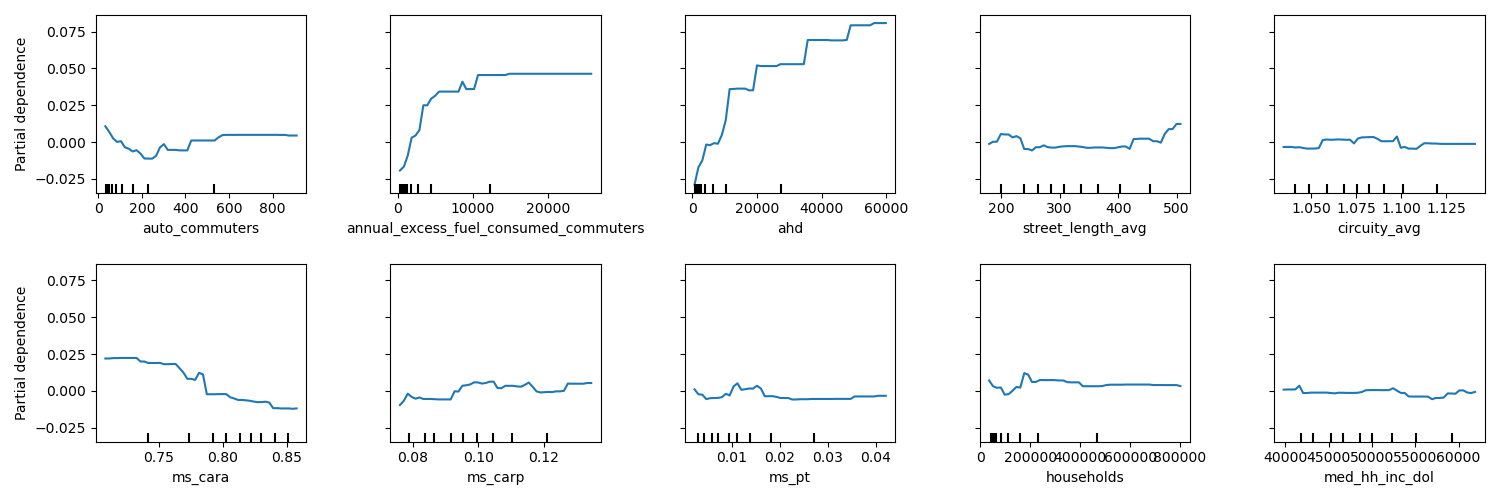 Partial dependence
0.075
0.050
0.025
0.000
−0.025
0 200 400 600 800
auto_commuters
0 10000 20000
annual_excess_fuel_consumed_commuters
0 20000 40000 60000
ahd
200 300 400 500
street_length_avg
1.050 1.075 1.100 1.125
circuity_avg
Partial dependence
0.075
0.050
0.025
0.000
−0.025
0.75 0.80 0.85
ms_cara
0.08 0.10 0.12
ms_carp
0.01 0.02 0.03 0.04
ms_pt
0 200000 400000 600000 800000
households
40000 45000 50000 55000 60000
med_hh_inc_dol